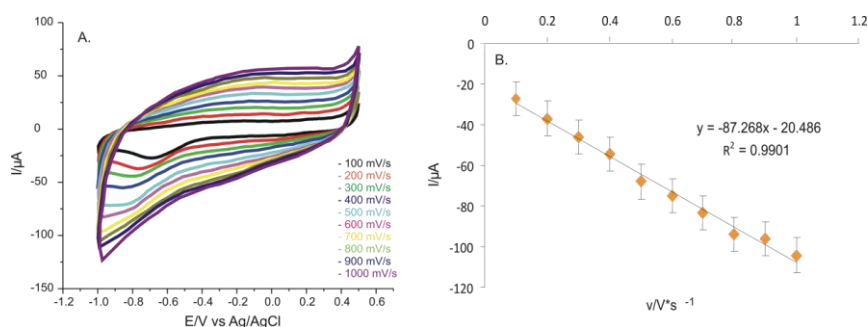 A.
100
50
0
-50
-100
-150
I/µA
-1.2 -1.0 -0.8 -0.6 -0.4 -0.2 0.0 0.2 0.4 0.6
E/V vs Ag/AgCl
- 100 mV/s
- 200 mV/s
- 300 mV/s
- 400 mV/s
- 500 mV/s
- 600 mV/s
- 700 mV/s
- 800 mV/s
- 900 mV/s
- 1000 mV/s
B.
0 0.2 0.4 0.6 0.8 1 1.2
0
-20
-40
-60
-80
-100
-120
I/µA
y = -87.268x - 20.486
R² = 0.9901
v/V*s ⁻¹